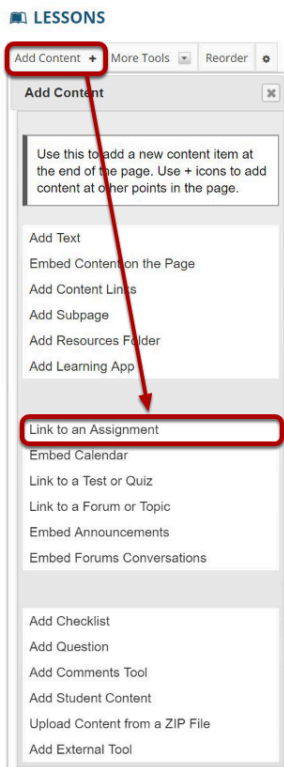 LESSONS
Add Content + More Tools Reorder
Add Content
Use this to add a new content item at
the end of the page. Use + icons to add
content at other points in the page.
Add Text
Embed Content on the Page
Add Content Links
Add Subpage
Add Resources Folder
Add Learning App
Link to an Assignment
Embed Calendar
Link to a Test or Quiz
Link to a Forum or Topic
Embed Announcements
Embed Forums Conversations
Add Checklist
Add Question
Add Comments Tool
Add Student Content
Upload Content from a ZIP File
Add External Tool